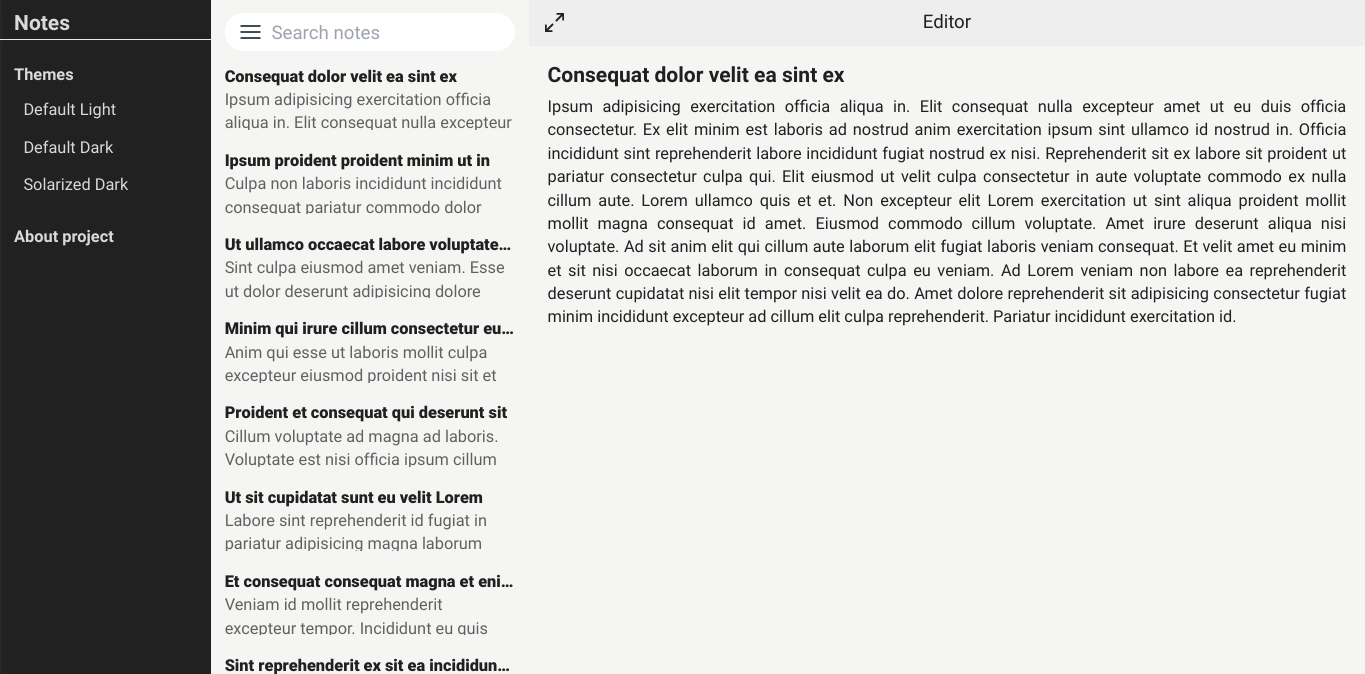 Notes
Themes
Default Light
Default Dark
Solarized Dark
About project
Search notes
Consequat dolor velit ea sint ex
Ipsum adipisicing exercitation officia
aliqua in. Elit consequat nulla excepteur
Ipsum proident proident minim ut in
Culpa non laboris incididunt incididunt
consequat pariatur commodo dolor
Ut ullamco occaecat labore voluptate...
Sint culpa eiusmod amet veniam. Esse
ut dolor deserunt adipisicing dolore
Minim qui irure cillum consectetur eu...
Anim qui esse ut laboris mollit culpa
excepteur eiusmod proident nisi sit et
Proident et consequat qui deserunt sit
Cillum voluptate ad magna ad laboris.
Voluptate est nisi officia ipsum cillum
Ut sit cupidatat sunt eu velit Lorem
Labore sint reprehenderit id fugiat in
pariatur adipisicing magna laborum
Et consequat consequat magna et eni...
Veniam id mollit reprehenderit
excepteur tempor. Incididunt eu quis
Sint reprehenderit ex sit ea incididun...
Editor
Consequat dolor velit ea sint ex
Ipsum adipisicing exercitation officia aliqua in. Elit consequat nulla excepteur amet ut eu duis officia
consectetur. Ex elit minim est laboris ad nostrud anim exercitation ipsum sint ullamco id nostrud in. Officia
incididunt sint reprehenderit labore incididunt fugiat nostrud ex nisi. Reprehenderit sit ex labore sit proident ut
pariatur consectetur culpa qui. Elit eiusmod ut velit culpa consectetur in aute voluptate commodo ex nulla
cillum aute. Lorem ullamco quis et et. Non excepteur elit Lorem exercitation ut sint aliqua proident mollit
mollit magna consequat id amet. Eiusmod commodo cillum voluptate. Amet irure deserunt aliqua nisi
voluptate. Ad sit anim elit qui cillum aute laborum elit fugiat laboris veniam consequat. Et velit amet eu minim
et sit nisi occaecat laborum in consequat culpa eu veniam. Ad Lorem veniam non labore ea reprehenderit
deserunt cupidatat nisi elit tempor nisi velit ea do. Amet dolore reprehenderit sit adipisicing consectetur fugiat
minim incididunt excepteur ad cillum elit culpa reprehenderit. Pariatur incididunt exercitation id.